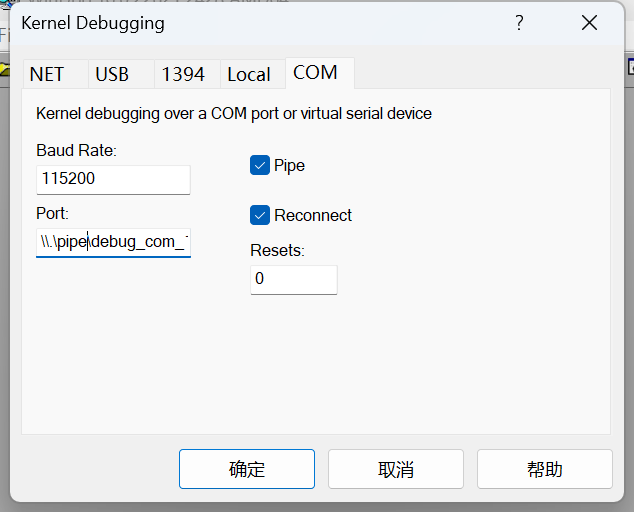 Kernel Debugging
NET USB 1394 Local COM
Kernel debugging over a COM port or virtual serial device
Baud Rate:
115200
Pipe
Port:
\\.\pipe\debug_com_
Reconnect
Resets:
0
确定 取消 帮助